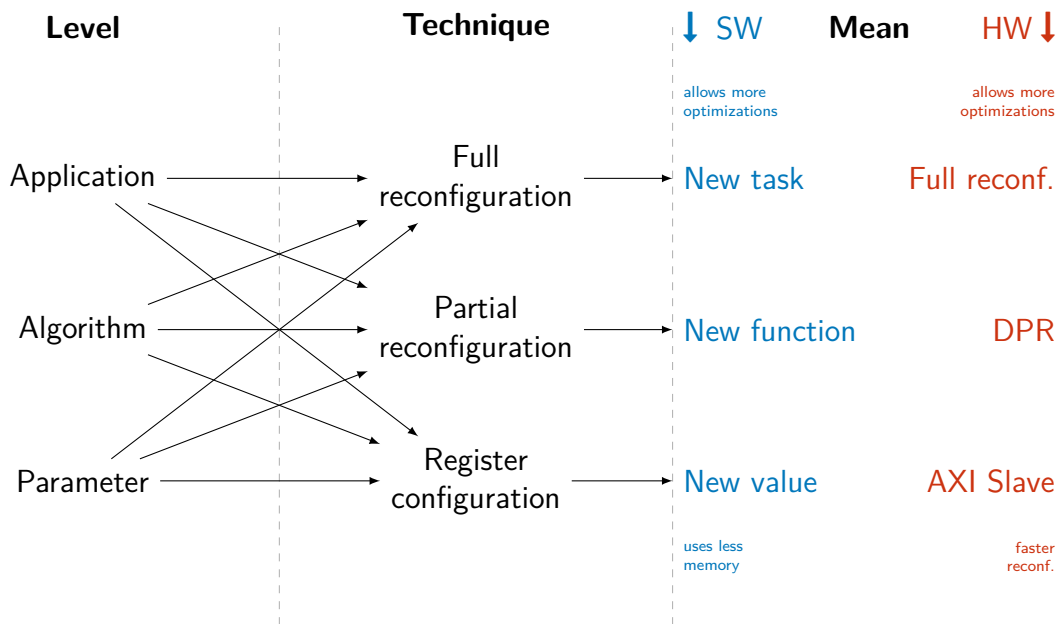 Level
Technique
SW
Mean
HW
allows more
optimizations
allows more
optimizations
Application
Full
reconfiguration
New task
Full reconf.
Algorithm
Partial
reconfiguration
New function
DPR
Parameter
Register
configuration
New value
AXI Slave
uses less
memory
faster
reconf.